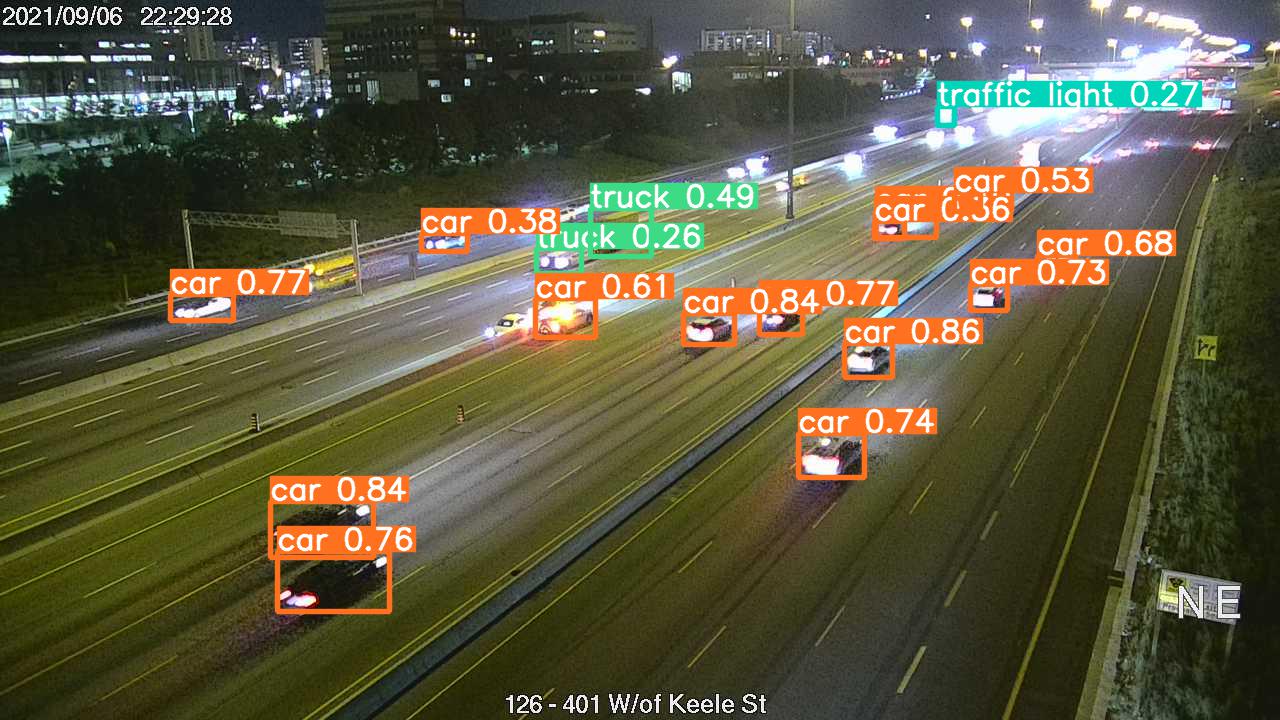 2021/09/06 22:29:28
traffic light 0.27
car 0.53
truck 0.49
car 0.36
car 0.38
truck 0.26
car 0.68
car 0.73
car 0.77
car 0.61
car 0.84
0.77
car 0.86
car 0.74
car 0.84
car 0.76
NE
126 - 401 W/of Keele St